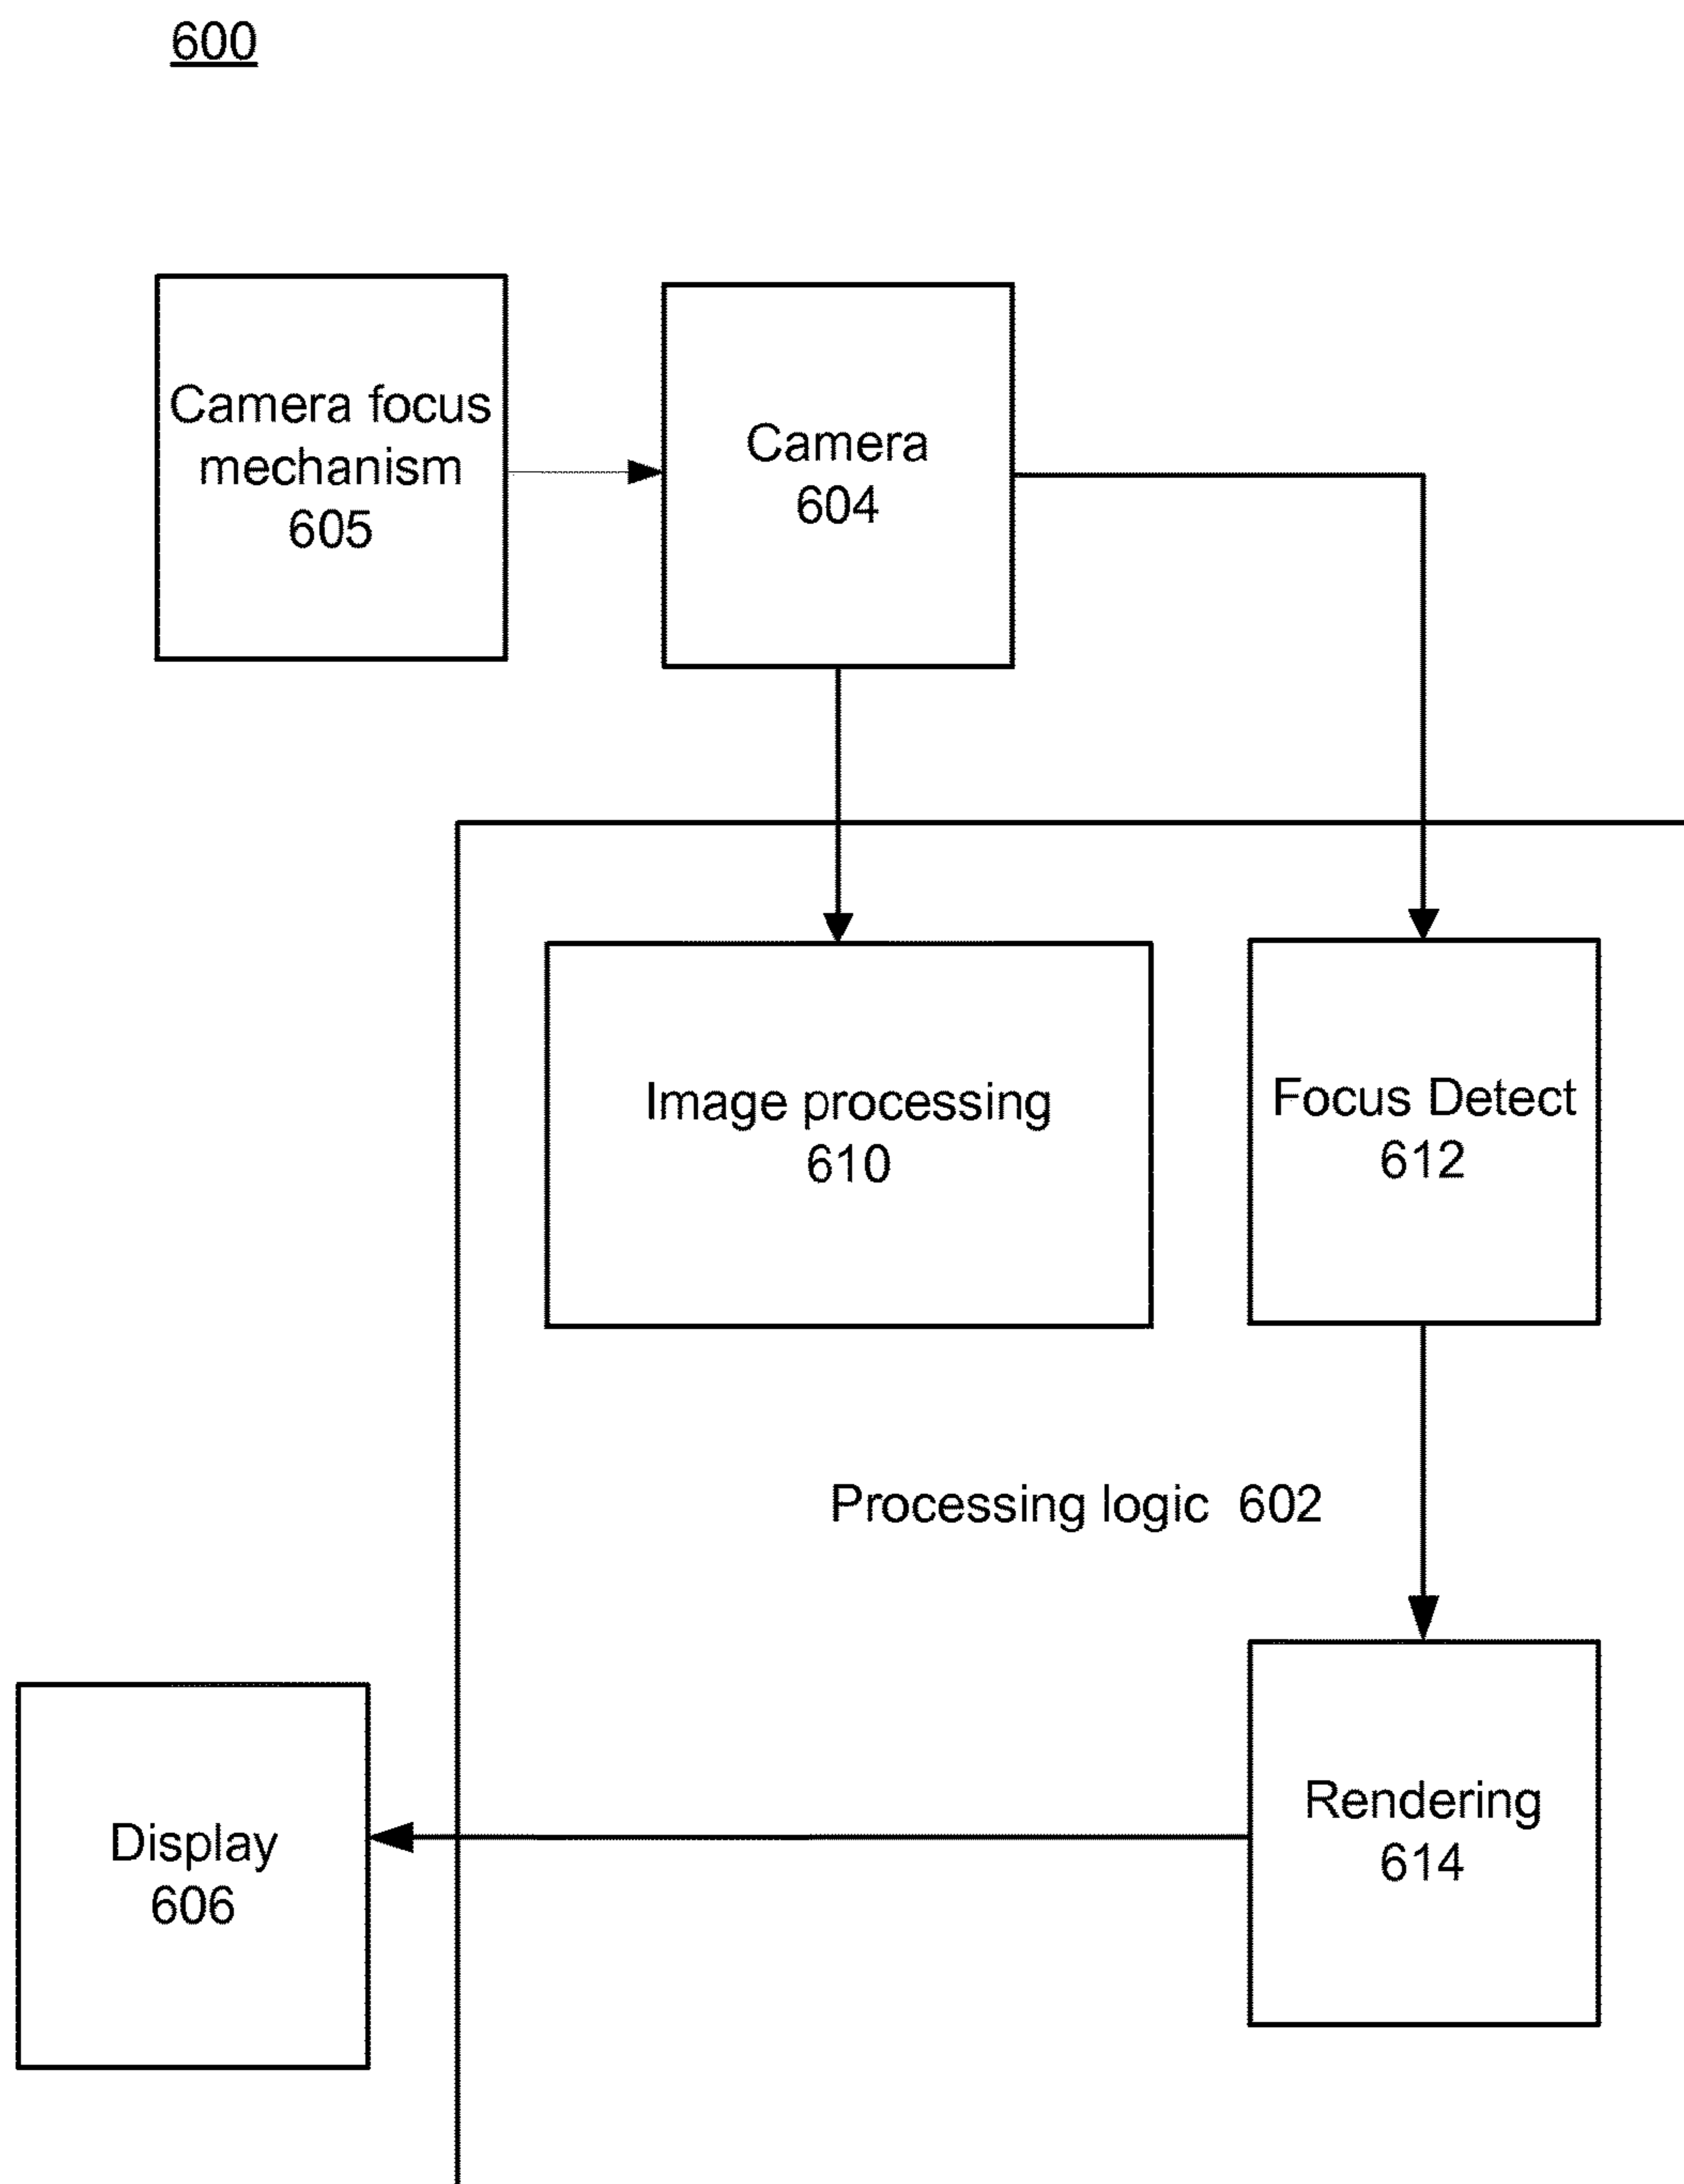 600
Camera focus
mechanism
605
Camera
604
Image processing
610
Focus Detect
612
Processing logic 602
Rendering
614
Display
606